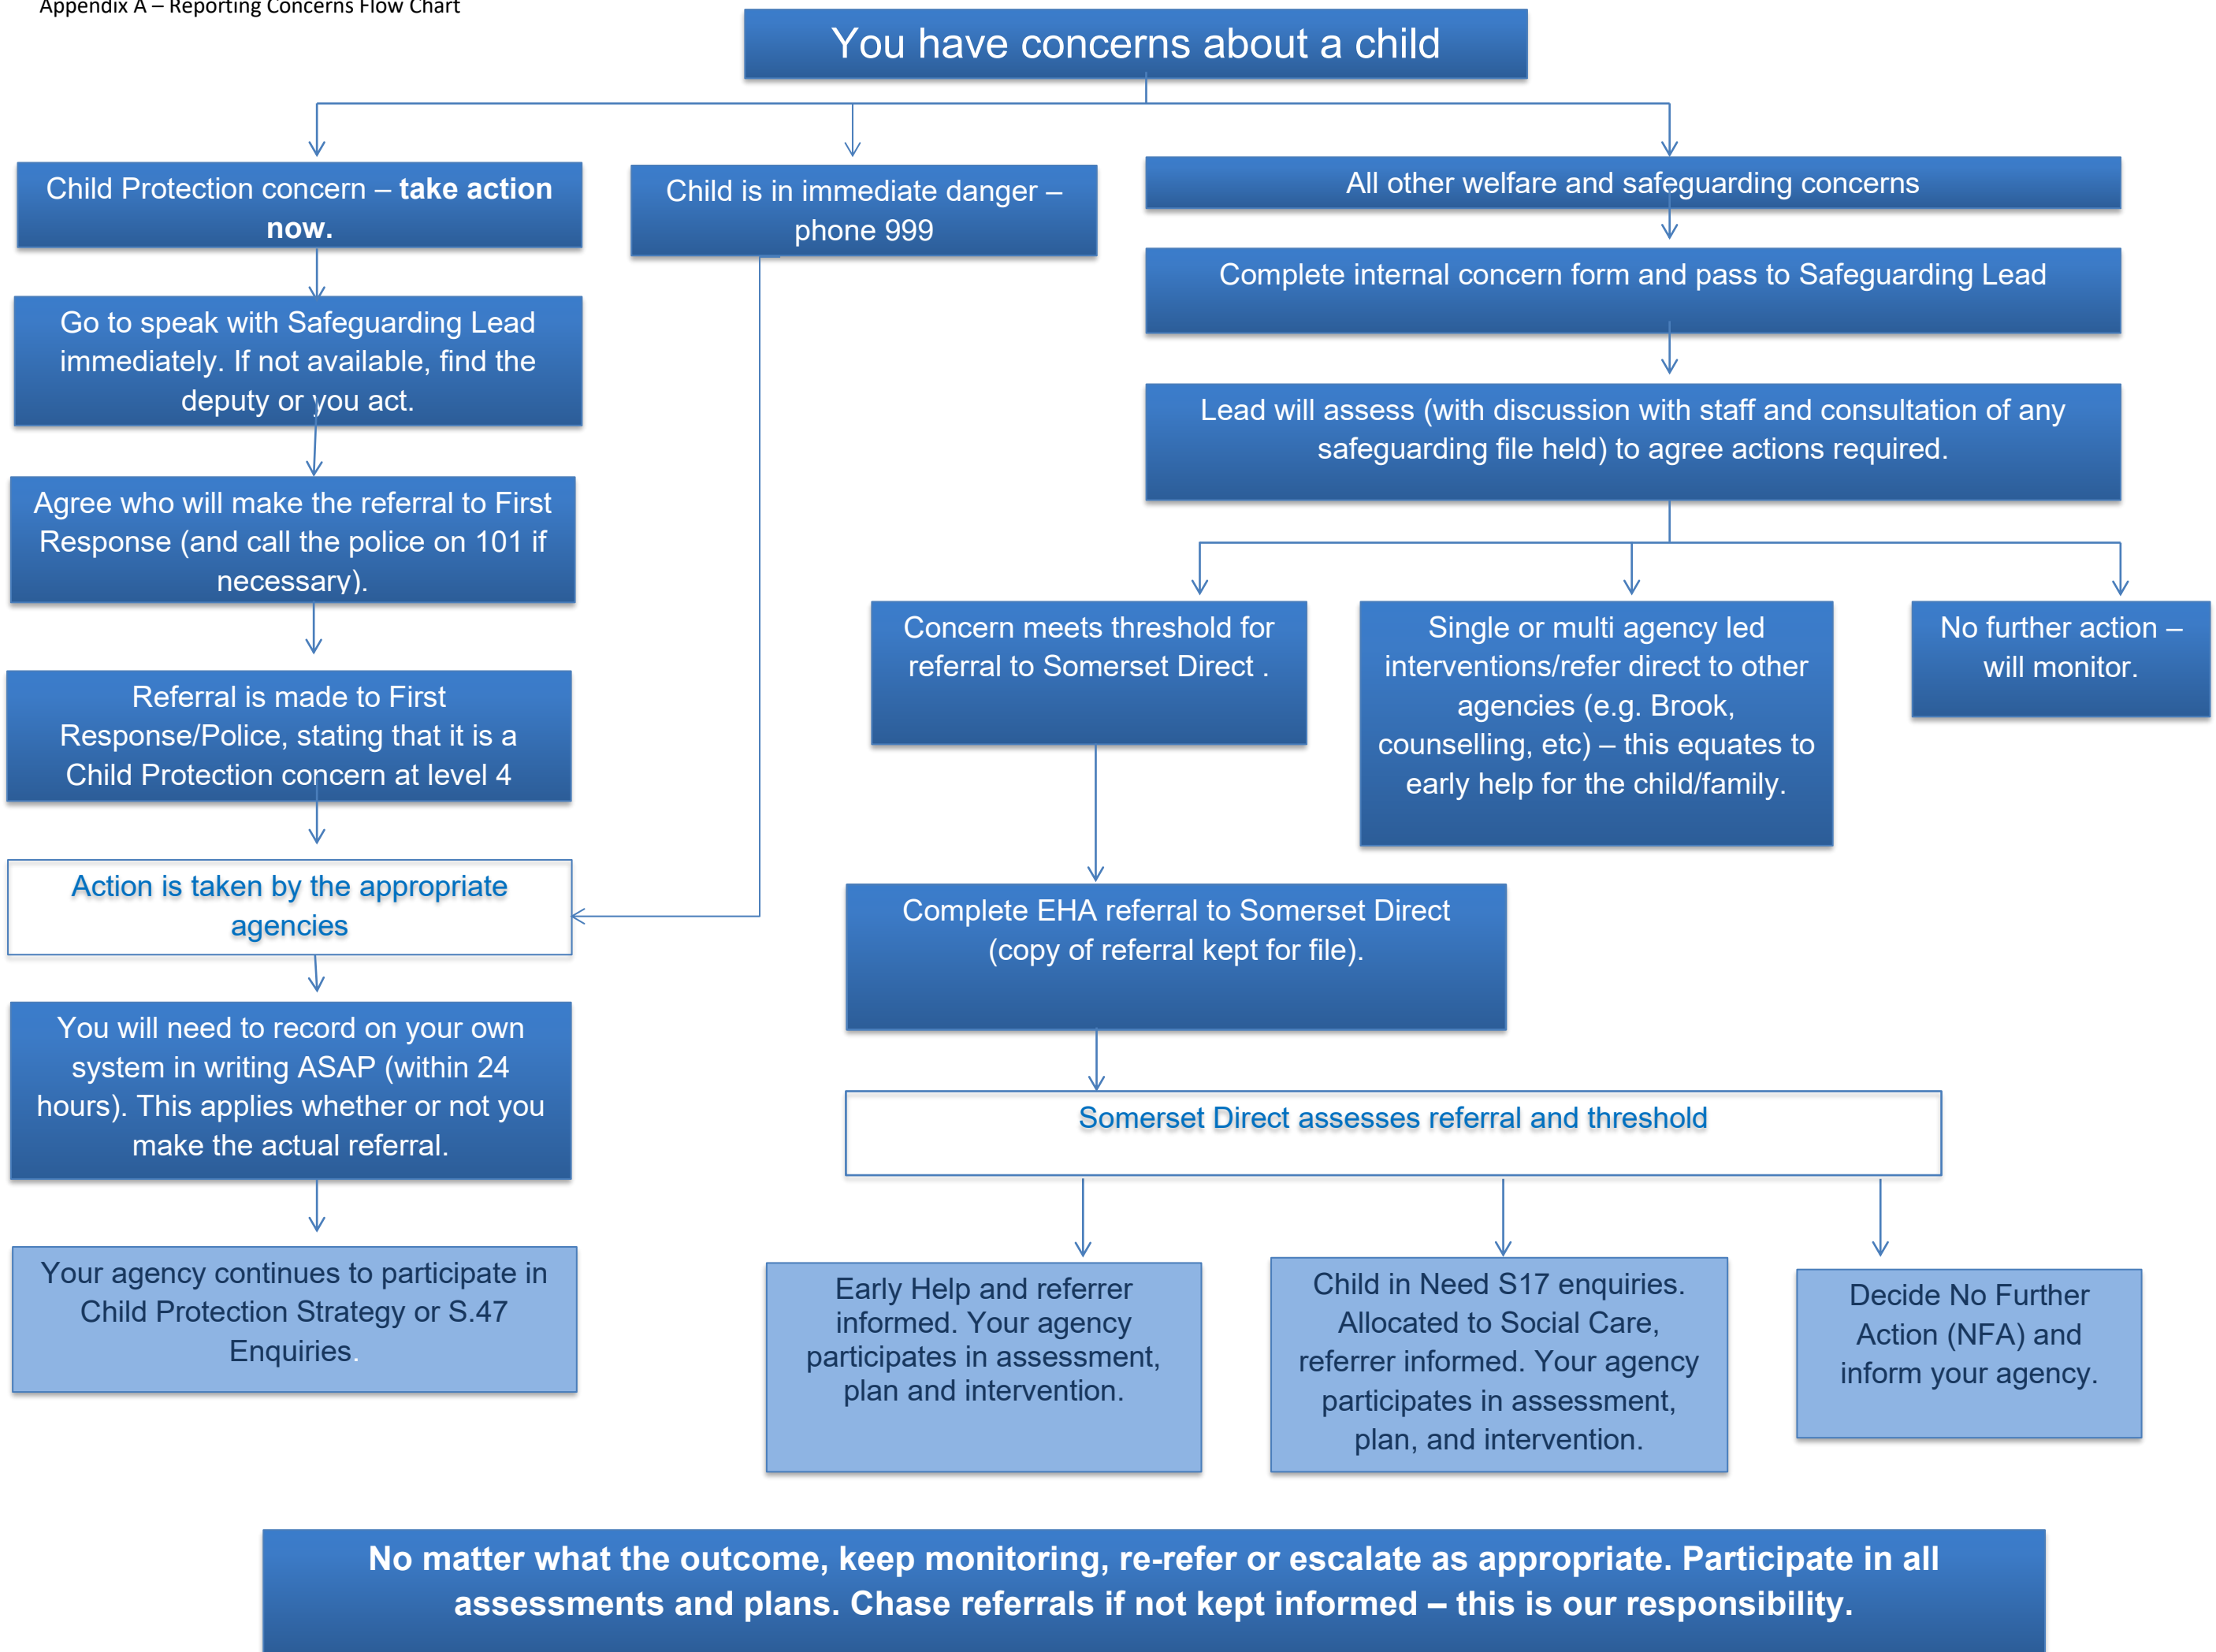 Appendix A – Reporting Concerns Flow Chart
You have concerns about a child
Child Protection concern – take action
now.
Child is in immediate danger –
phone 999
All other welfare and safeguarding concerns
Go to speak with Safeguarding Lead
immediately. If not available, find the
deputy or you act.
Complete internal concern form and pass to Safeguarding Lead
Lead will assess (with discussion with staff and consultation of any
safeguarding file held) to agree actions required.
Agree who will make the referral to First
Response (and call the police on 101 if
necessary).
Concern meets threshold for
referral to Somerset Direct .
Single or multi agency led
interventions/refer direct to other
agencies (e.g. Brook,
counselling, etc) – this equates to
early help for the child/family.
No further action –
will monitor.
Referral is made to First
Response/Police, stating that it is a
Child Protection concern at level 4
Action is taken by the appropriate
agencies
Complete EHA referral to Somerset Direct
(copy of referral kept for file).
You will need to record on your own
system in writing ASAP (within 24
hours). This applies whether or not you
make the actual referral.
Somerset Direct assesses referral and threshold
Your agency continues to participate in
Child Protection Strategy or S.47
Enquiries.
Early Help and referrer
informed. Your agency
participates in assessment,
plan and intervention.
Child in Need S17 enquiries.
Allocated to Social Care,
referrer informed. Your agency
participates in assessment,
plan, and intervention.
Decide No Further
Action (NFA) and
inform your agency.
No matter what the outcome, keep monitoring, re-refer or escalate as appropriate. Participate in all
assessments and plans. Chase referrals if not kept informed – this is our responsibility.